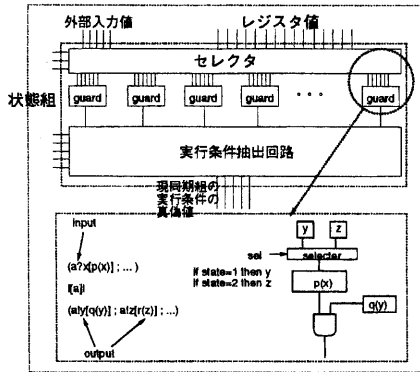 外部入力値
レジスタ値
セレクタ
状態組
guard
guard
guard
guard
guard
実行条件抽出回路
現同期組の
実行条件の
真偽値
input
(a?x[p(x)] ; ... )
|[a]|
(a!y[q(y)] ; a!z[r(z)] ; ...)
output
y
z
sel
selecter
if state=1 then y
if state=2 then z
p(x)
q(y)